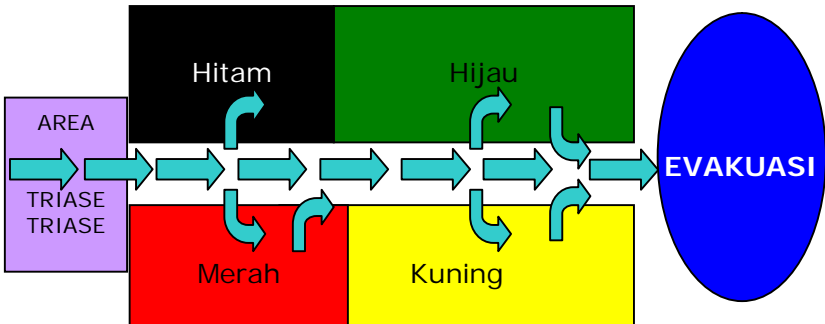 AREA
TRIASE
TRIASE
Hitam
Hijau
Merah
Kuning
EVAKUASI